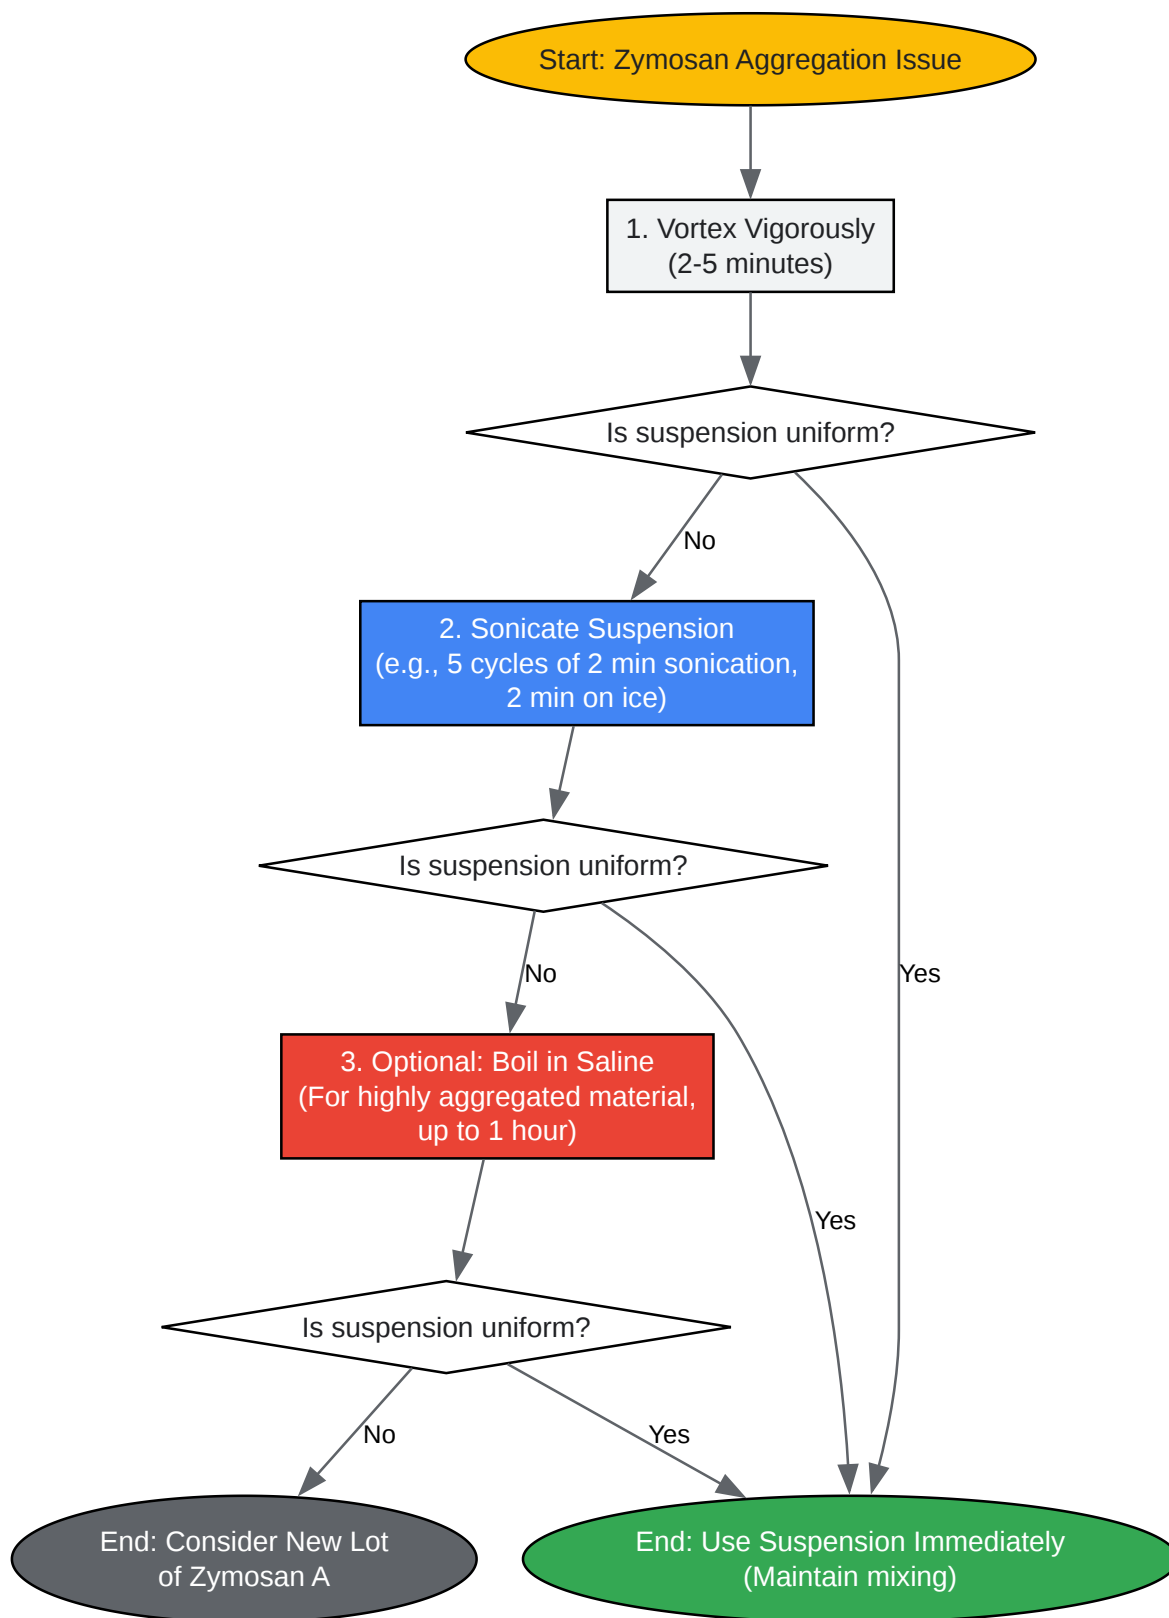 Start: Zymosan Aggregation Issue
1. Vortex Vigorously
(2-5 minutes)
Is suspension uniform?
No
2. Sonicate Suspension
(e.g., 5 cycles of 2 min sonication,
2 min on ice)
Is suspension uniform?
No
Yes
3. Optional: Boil in Saline
(For highly aggregated material,
up to 1 hour)
Yes
Is suspension uniform?
No
Yes
End: Consider New Lot
of Zymosan A
End: Use Suspension Immediately
(Maintain mixing)